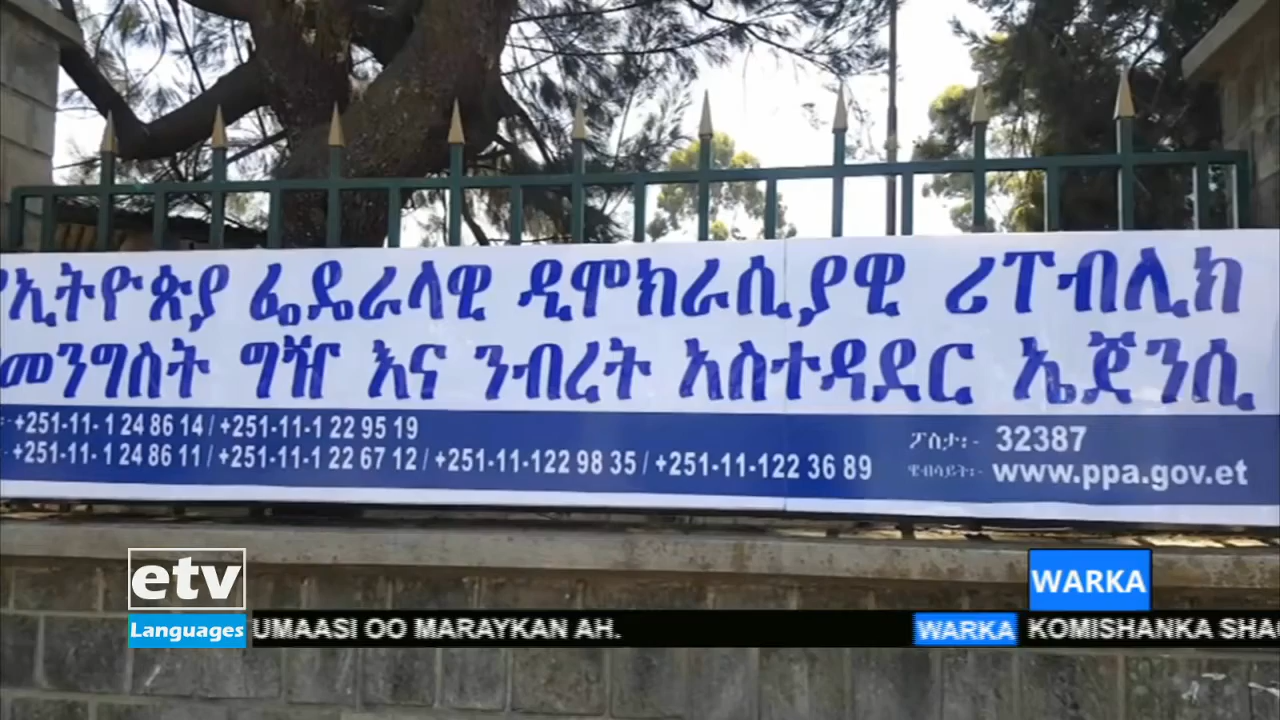 የኢትዮጵያ ፌዴራላዊ ዲሞክራሲያዊ ሪፐብሊክ
መንግስት ግዥ እና ንብረት አስተዳደር ኤጀንሲ
+251-11-1 24 86 14 / +251-11-1 22 95 19
+251-11-1 24 86 11 / +251-11-1 22 67 12 / +251-11-122 98 35 / +251-11-122 36 89
ፖስታ፡- 32387
ዌብሳይት፡- www.ppa.gov.et
etv
Languages
WARKA
UMAASI OO MARAYKAN AH. WARKA KOMISHANKA SHA